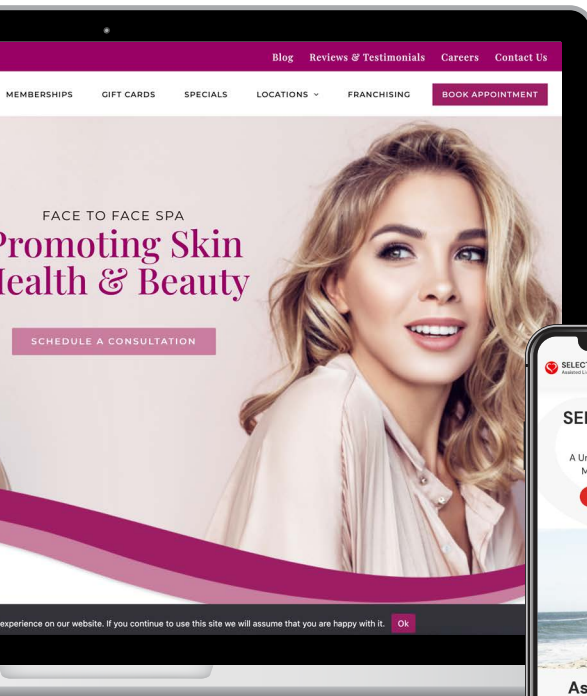 Blog Reviews & Testimonials Careers Contact Us
MEMBERSHIPS GIFT CARDS SPECIALS LOCATIONS FRANCHISING BOOK APPOINTMENT
FACE TO FACE SPA
Promoting Skin
Health & Beauty
SCHEDULE A CONSULTATION
SELECT
Assisted
SEL
A
M
experience on our website. If you continue to use this site we will assume that you are happy with it. Ok
As